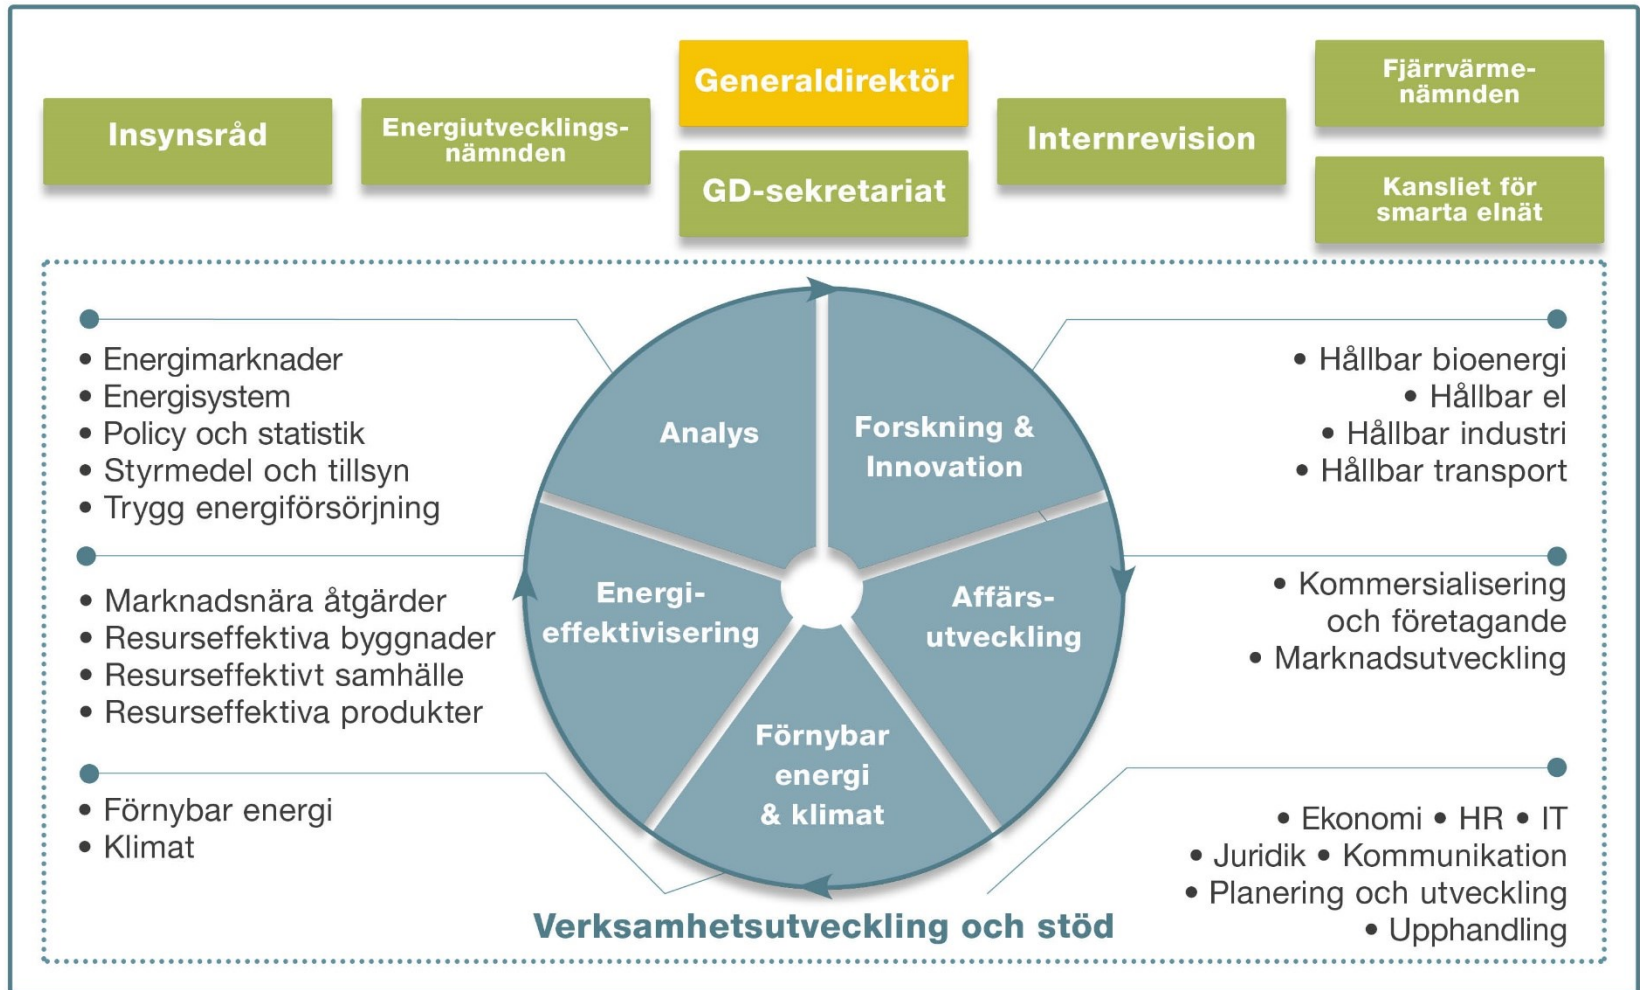 Generaldirektör
Fjärrvärme-
nämnden
Insynsråd
Energiutvecklings-
nämnden
Internrevision
GD-sekretariat
Kansliet för
smarta elnät
• Energimarknader
• Energisystem
• Policy och statistik
• Styrmedel och tillsyn
• Trygg energiförsörjning
• Marknadsnära åtgärder
• Resurseffektiva byggnader
• Resurseffektivt samhälle
• Resurseffektiva produkter
• Förnybar energi
• Klimat
Analys
Forskning &
Innovation
Energi-
effektivisering
Affärs-
utveckling
Förnybar
energi
& klimat
Verksamhetsutveckling och stöd
• Hållbar bioenergi
• Hållbar el
• Hållbar industri
• Hållbar transport
• Kommersialisering
och företagande
• Marknadsutveckling
• Ekonomi • HR • IT
• Juridik • Kommunikation
• Planering och utveckling
• Upphandling